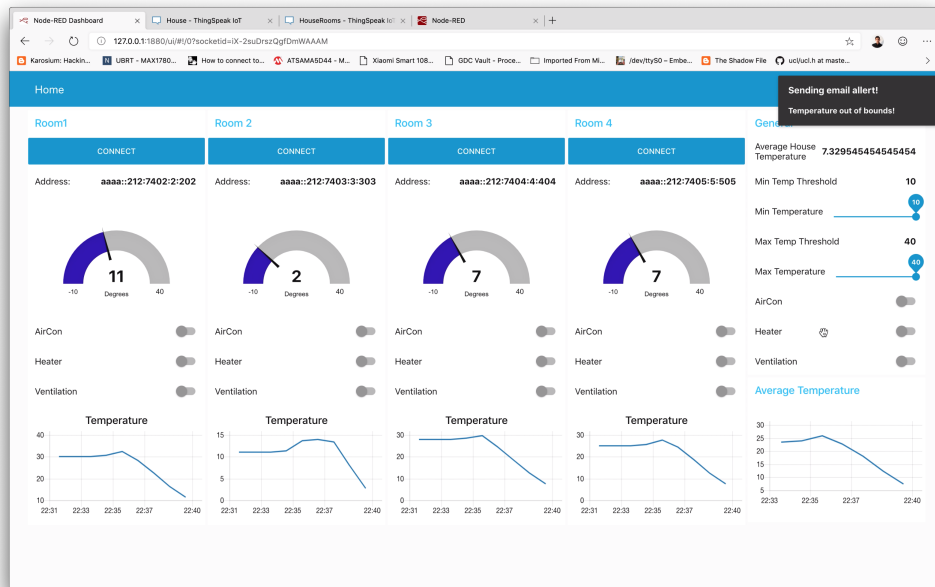 Node-RED Dashboard
House - ThingSpeak IoT
HouseRooms - ThingSpeak IoT
Node-RED
127.0.0.1:1880/ui/#!/0?socketid=iX-2suDrszQgfDmWAAAM
Karosium: Hackin...
UBRT - MAX1780...
How to connect to...
ATSAMA5D44 - M...
Xiaomi Smart 108...
GDC Vault - Proce...
Imported From Mi...
/dev/ttyS0 – Embe...
The Shadow File
ucl/ucl.h at maste...
Home
Sending email allert!
Temperature out of bounds!
Room1
CONNECT
Address: aaaa::212:7402:2:202
11
-10 Degrees 40
AirCon
Heater
Ventilation
Temperature
40
30
20
10
22:31 22:33 22:35 22:37 22:40
Room 2
CONNECT
Address: aaaa::212:7403:3:303
2
-10 Degrees 40
AirCon
Heater
Ventilation
Temperature
15
10
5
0
22:31 22:33 22:35 22:37 22:40
Room 3
CONNECT
Address: aaaa::212:7404:4:404
7
-10 Degrees 40
AirCon
Heater
Ventilation
Temperature
30
20
10
0
22:31 22:33 22:35 22:37 22:40
Room 4
CONNECT
Address: aaaa::212:7405:5:505
7
-10 Degrees 40
AirCon
Heater
Ventilation
Temperature
30
20
10
0
22:31 22:33 22:35 22:37 22:40
General
Average House
Temperature 7.329545454545454
Min Temp Threshold 10
Min Temperature 10
Max Temp Threshold 40
Max Temperature 40
AirCon
Heater
Ventilation
Average Temperature
30
25
20
15
10
5
22:33 22:35 22:37 22:40